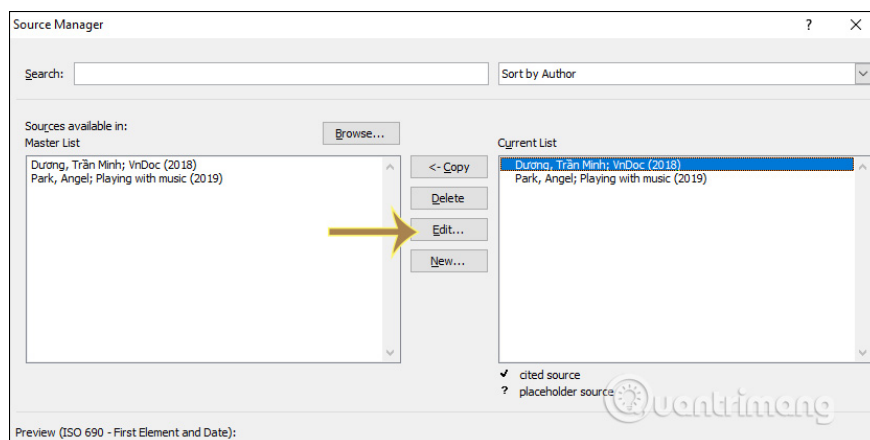 Source Manager ? X
Search: Sort by Author
Sources available in:
Master List
Browse...
Current List
Dương, Trần Minh; VnDoc (2018)
Park, Angel; Playing with music (2019)
<- Copy
Delete
Edit...
New...
Dương, Trần Minh; VnDoc (2018)
Park, Angel; Playing with music (2019)
✓ cited source
? placeholder source
Quantrimang
Preview (ISO 690 - First Element and Date):